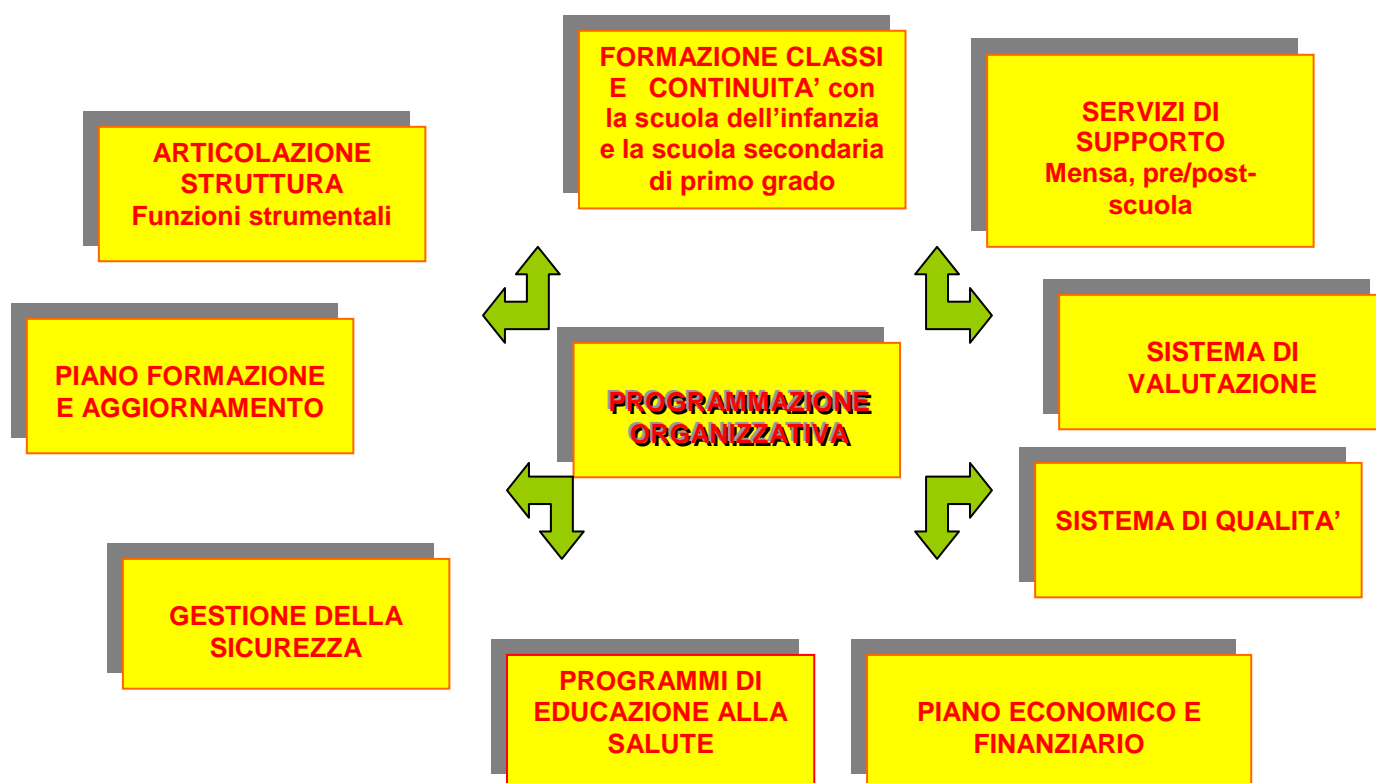 FORMAZIONE CLASSI
E CONTINUITA’ con
la scuola dell’infanzia
e la scuola secondaria
di primo grado
SERVIZI DI
SUPPORTO
Mensa, pre/post-
scuola
ARTICOLAZIONE
STRUTTURA
Funzioni strumentali
PIANO FORMAZIONE
E AGGIORNAMENTO
PROGRAMMAZIONE
ORGANIZZATIVA
SISTEMA DI
VALUTAZIONE
SISTEMA DI QUALITA’
GESTIONE DELLA
SICUREZZA
PROGRAMMI DI
EDUCAZIONE ALLA
SALUTE
PIANO ECONOMICO E
FINANZIARIO